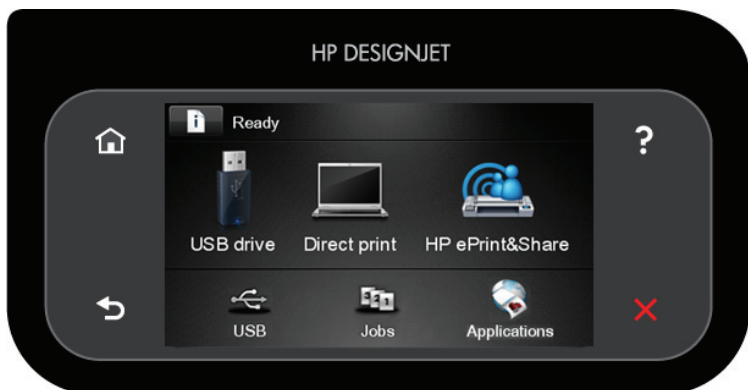 HP DESIGNJET
i Ready
?
USB drive Direct print HP ePrint&Share
USB Jobs Applications